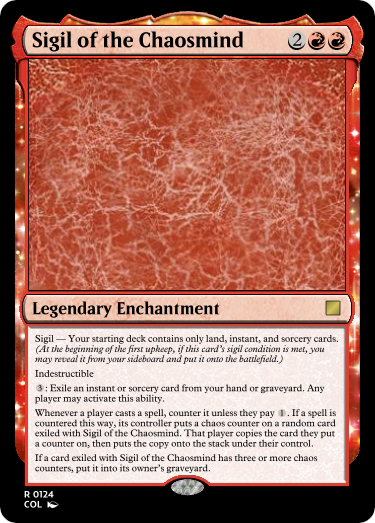 Sigil of the Chaosmind 2
Legendary Enchantment
Sigil — Your starting deck contains only land, instant, and sorcery cards.
(At the beginning of the first upkeep, if this card's sigil condition is met, you
may reveal it from your sideboard and put it onto the battlefield.)
Indestructible
3: Exile an instant or sorcery card from your hand or graveyard. Any
player may activate this ability.
Whenever a player casts a spell, counter it unless they pay 1. If a spell is
countered this way, its controller puts a chaos counter on a random card
exiled with Sigil of the Chaosmind. That player copies the card they put
a counter on, then puts the copy onto the stack under their control.
If a card exiled with Sigil of the Chaosmind has three or more chaos
counters, put it into its owner's graveyard.
R 0124
COL